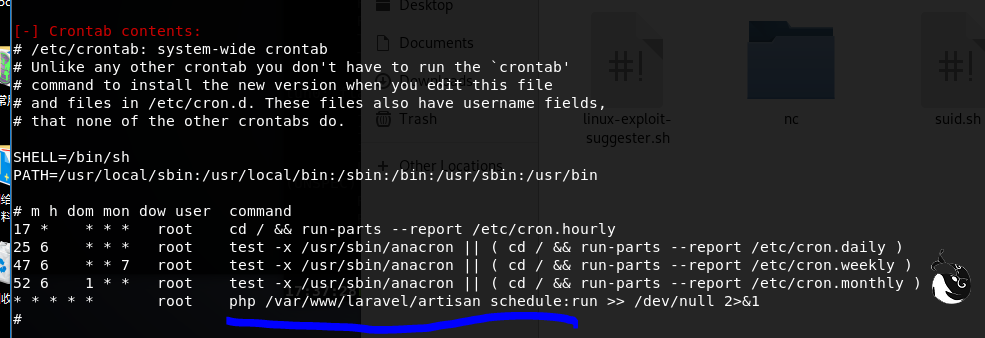 Desktop
[-] Crontab contents:
# /etc/crontab: system-wide crontab
Documents
# Unlike any other crontab you don't have to run the `crontab'
# command to install the new version when you edit this file
Downloads
# and files in /etc/cron.d. These files also have username fields,
# that none of the other crontabs do.
Trash
linux-exploit-
suggester.sh
nc
suid.sh
SHELL=/bin/sh
Other Locations
PATH=/usr/local/sbin:/usr/local/bin:/sbin:/bin:/usr/sbin:/usr/bin
# m h dom mon dow user  command
17 *    * * *   root    cd / && run-parts --report /etc/cron.hourly
25 6    * * *   root    test -x /usr/sbin/anacron || ( cd / && run-parts --report /etc/cron.daily )
47 6    * * 7   root    test -x /usr/sbin/anacron || ( cd / && run-parts --report /etc/cron.weekly )
52 6    1 * *   root    test -x /usr/sbin/anacron || ( cd / && run-parts --report /etc/cron.monthly )
* * * * *       root    php /var/www/laravel/artisan schedule:run >> /dev/null 2>&1
#